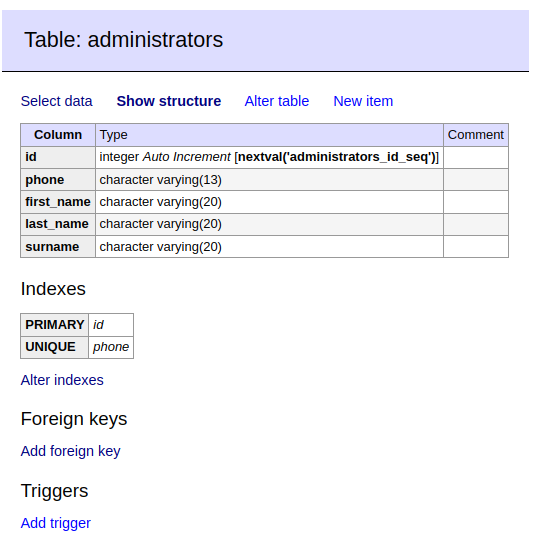 Table: administrators
Select data Show structure Alter table New item
Column Type Comment
id integer Auto Increment [nextval('administrators_id_seq')]
phone character varying(13)
first_name character varying(20)
last_name character varying(20)
surname character varying(20)
Indexes
PRIMARY id
UNIQUE phone
Alter indexes
Foreign keys
Add foreign key
Triggers
Add trigger